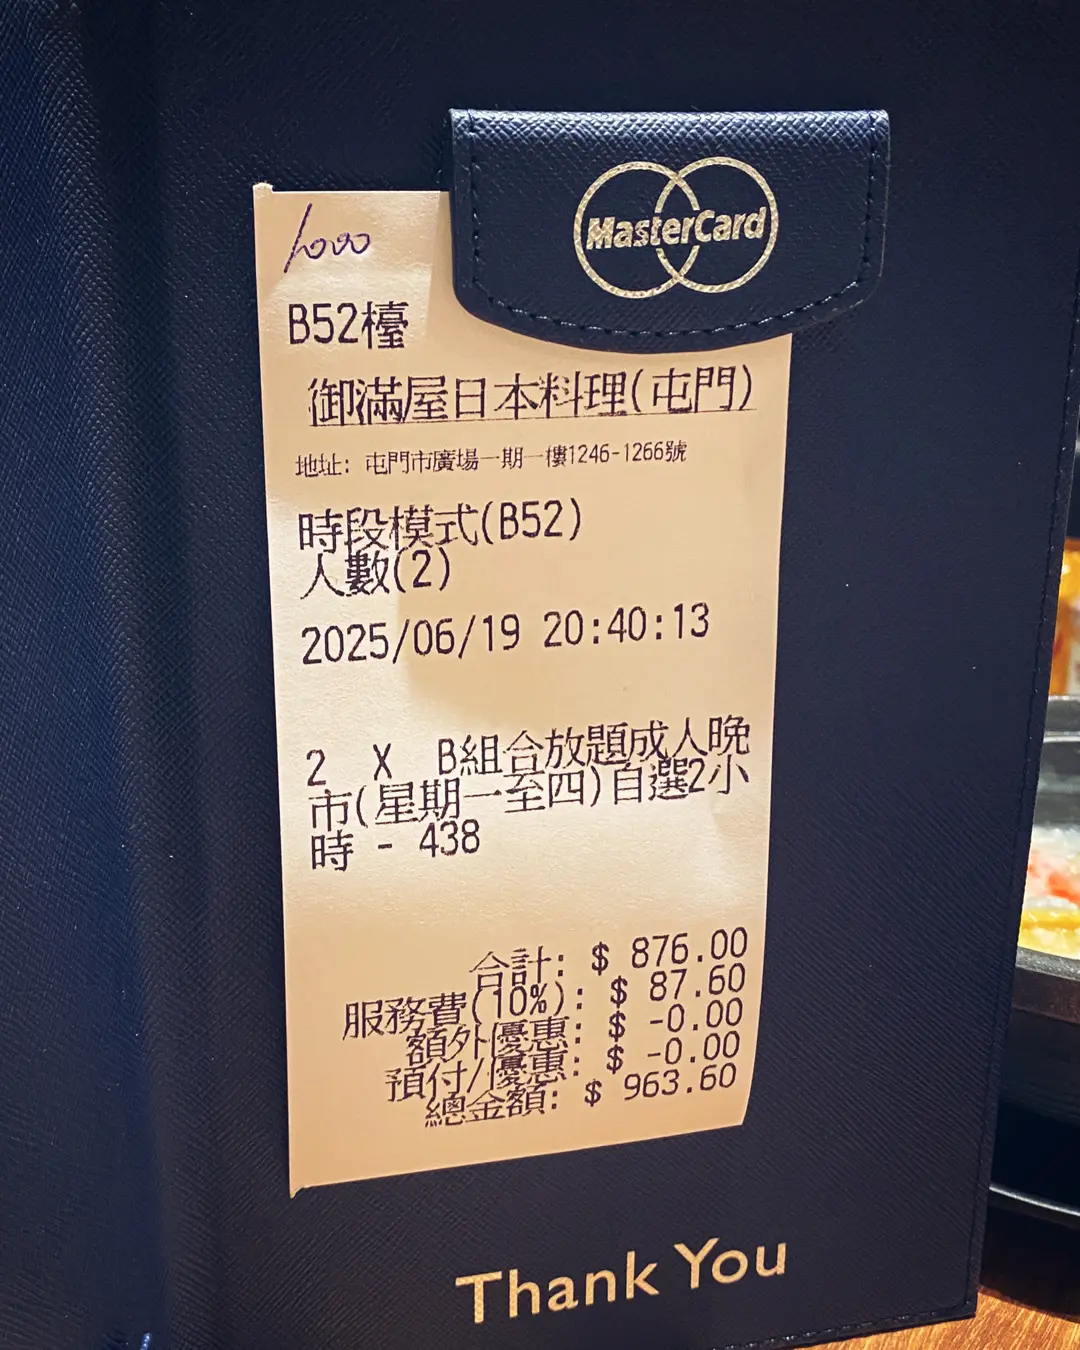 MasterCard
1000
B52檯
御滿屋日本料理(屯門)
地址: 屯門市廣場一期一樓1246-1266號
時段模式(B52)
人數(2)
2025/06/19 20:40:13
2 X B組合放題成人晚
市(星期一至四)自選2小
時 - 438
合計: $ 876.00
服務費(10%): $ 87.60
額外優惠: $ -0.00
預付/優惠: $ -0.00
總金額: $ 963.60
Thank You